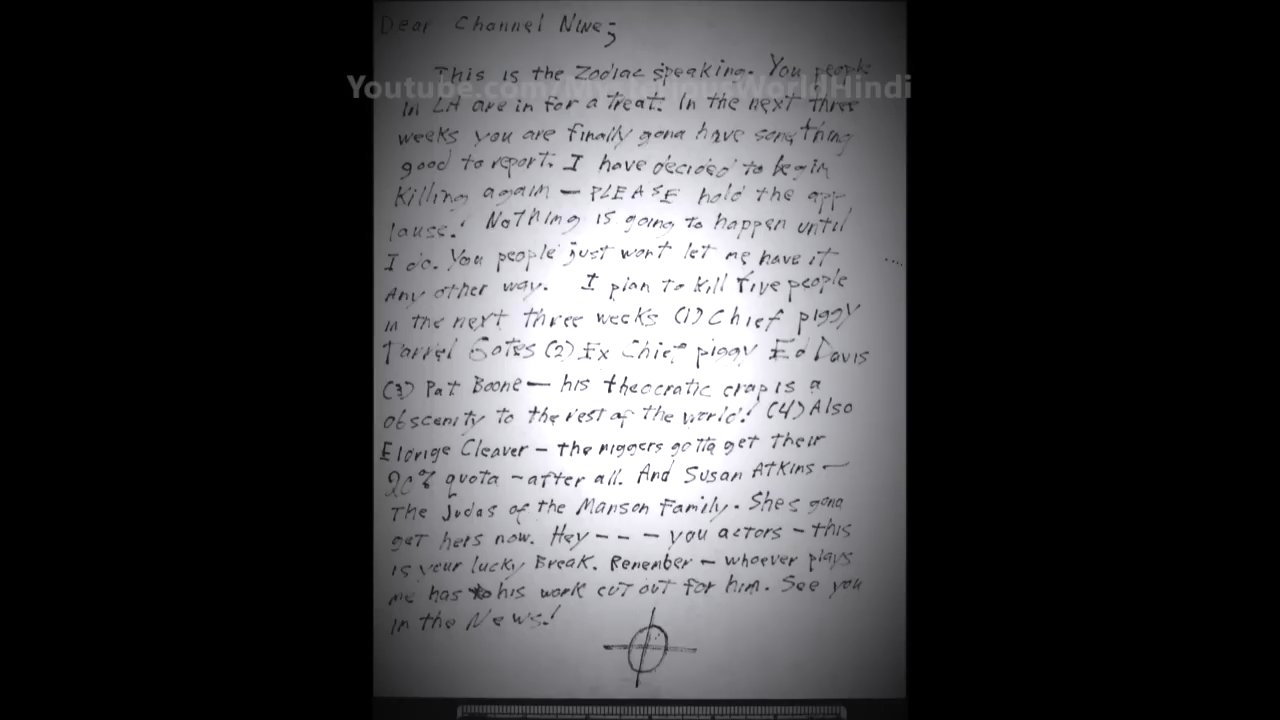 Dear Channel Nine;
This is the Zodiac speaking. You people
Youtube.com/MysteriousWorldHindi
in LA are in for a treat. In the next three
weeks you are finally gona have something
good to report. I have decided to begin
killing again – PLEASE hold the app
lause! Nothing is going to happen until
I do. You people just wont let me have it
any other way. I plan to kill five people
in the next three weeks (1) Chief piggy
Darrel Gates (2) Ex Chief piggy Ed Davis
(3) Pat Boone – his theocratic crap is a
obscenity to the rest of the world! (4) Also
Eldrige Cleaver – the niggers gotta get their
20% quota – after all. And Susan Atkins –
The Judas of the Manson Family. Shes gona
get hers now. Hey – – – you actors – this
is your lucky Break. Remember – whoever plays
me has his work cut out for him. See you
in the News!